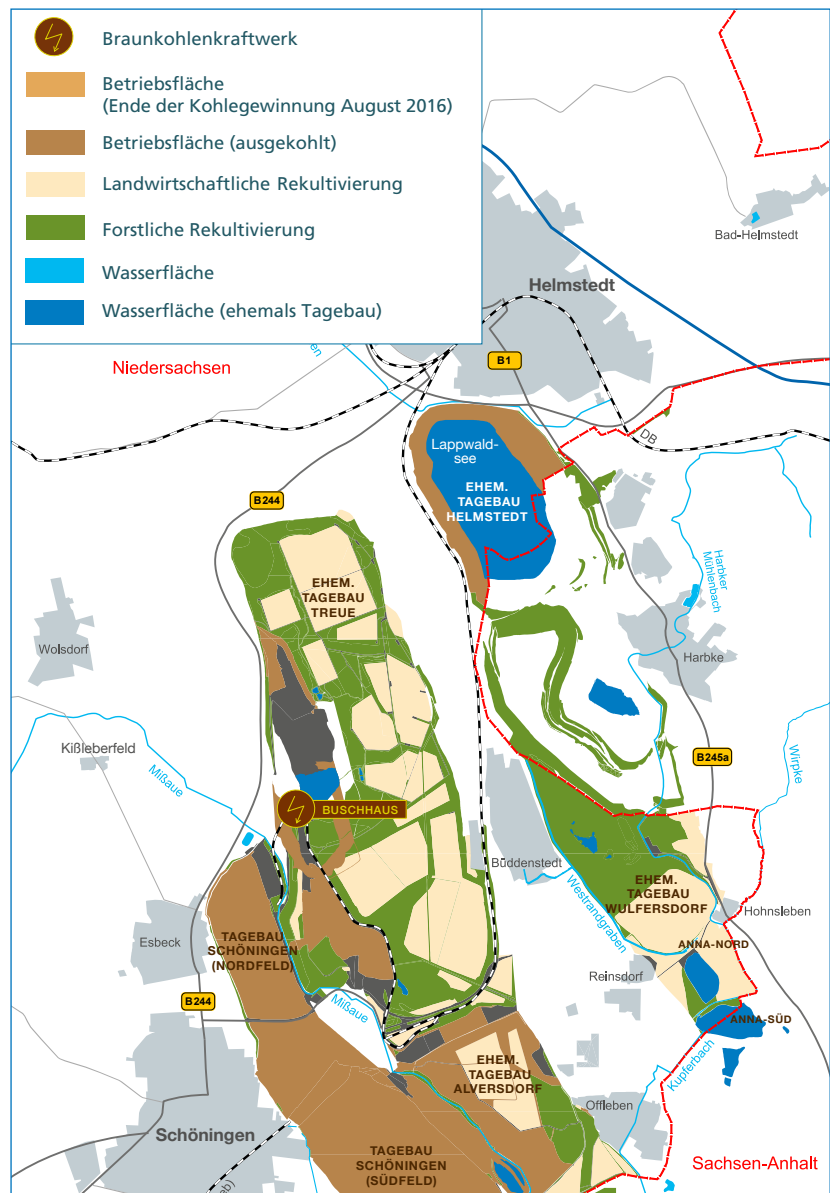 Braunkohlenkraftwerk
Betriebsfläche
(Ende der Kohlegewinnung August 2016)
Betriebsfläche (ausgekohlt)
Landwirtschaftliche Rekultivierung
Forstliche Rekultivierung
Wasserfläche
Wasserfläche (ehemals Tagebau)
Bad-Helmstedt
Helmstedt
Niedersachsen
B1
DB
Lappwald-
see
EHEM.
TAGEBAU
HELMSTEDT
B244
Harbker
Mühlenbach
EHEM.
TAGEBAU
TREUE
Wolsdorf
Harbke
Kißleberfeld
Mißaue
B245a
Wirpke
BUSCHHAUS
Büddenstedt
Westrandgraben
EHEM.
TAGEBAU
WULFERSDORF
Hohnsleben
Esbeck
TAGEBAU
SCHÖNINGEN
(NORDFELD)
ANNA-NORD
Reinsdorf
B244
Mißaue
ANNA-SÜD
Kupferbach
EHEM.
TAGEBAU
ALVERSDORF
Offleben
Schöningen
TAGEBAU
SCHÖNINGEN
(SÜDFELD)
Sachsen-Anhalt